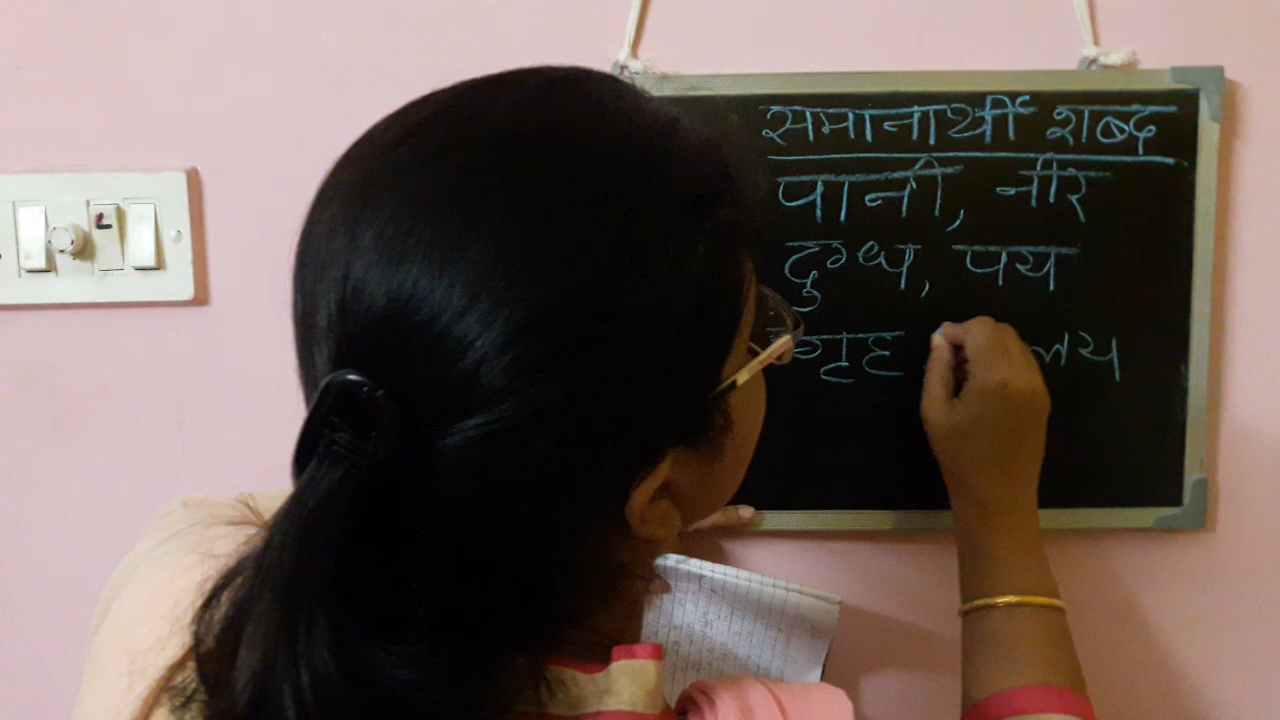 समानार्थी शब्द
पानी, नीर
दुग्ध, पय
गृह